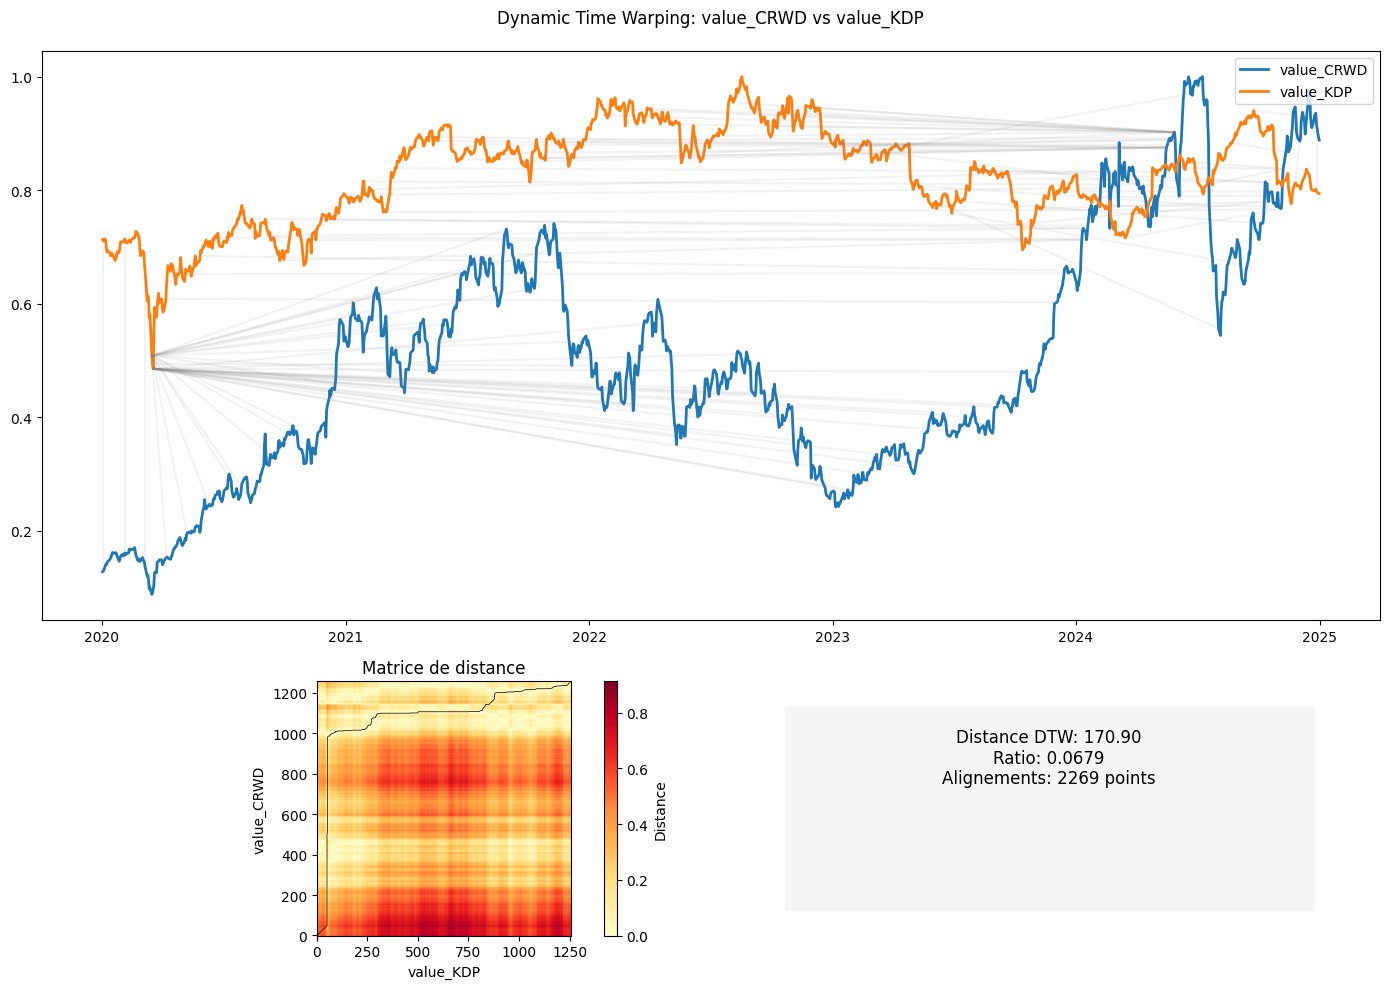 Dynamic Time Warping: value_CRWD vs value_KDP
value_CRWD
value_KDP
1.0
0.8
0.6
0.4
0.2
2020 2021 2022 2023 2024 2025
Matrice de distance
value_CRWD
1200
1000
800
600
400
200
0
0 250 500 750 1000 1250
value_KDP
0.8
0.6
0.4
0.2
0.0
Distance
Distance DTW: 170.90
Ratio: 0.0679
Alignements: 2269 points